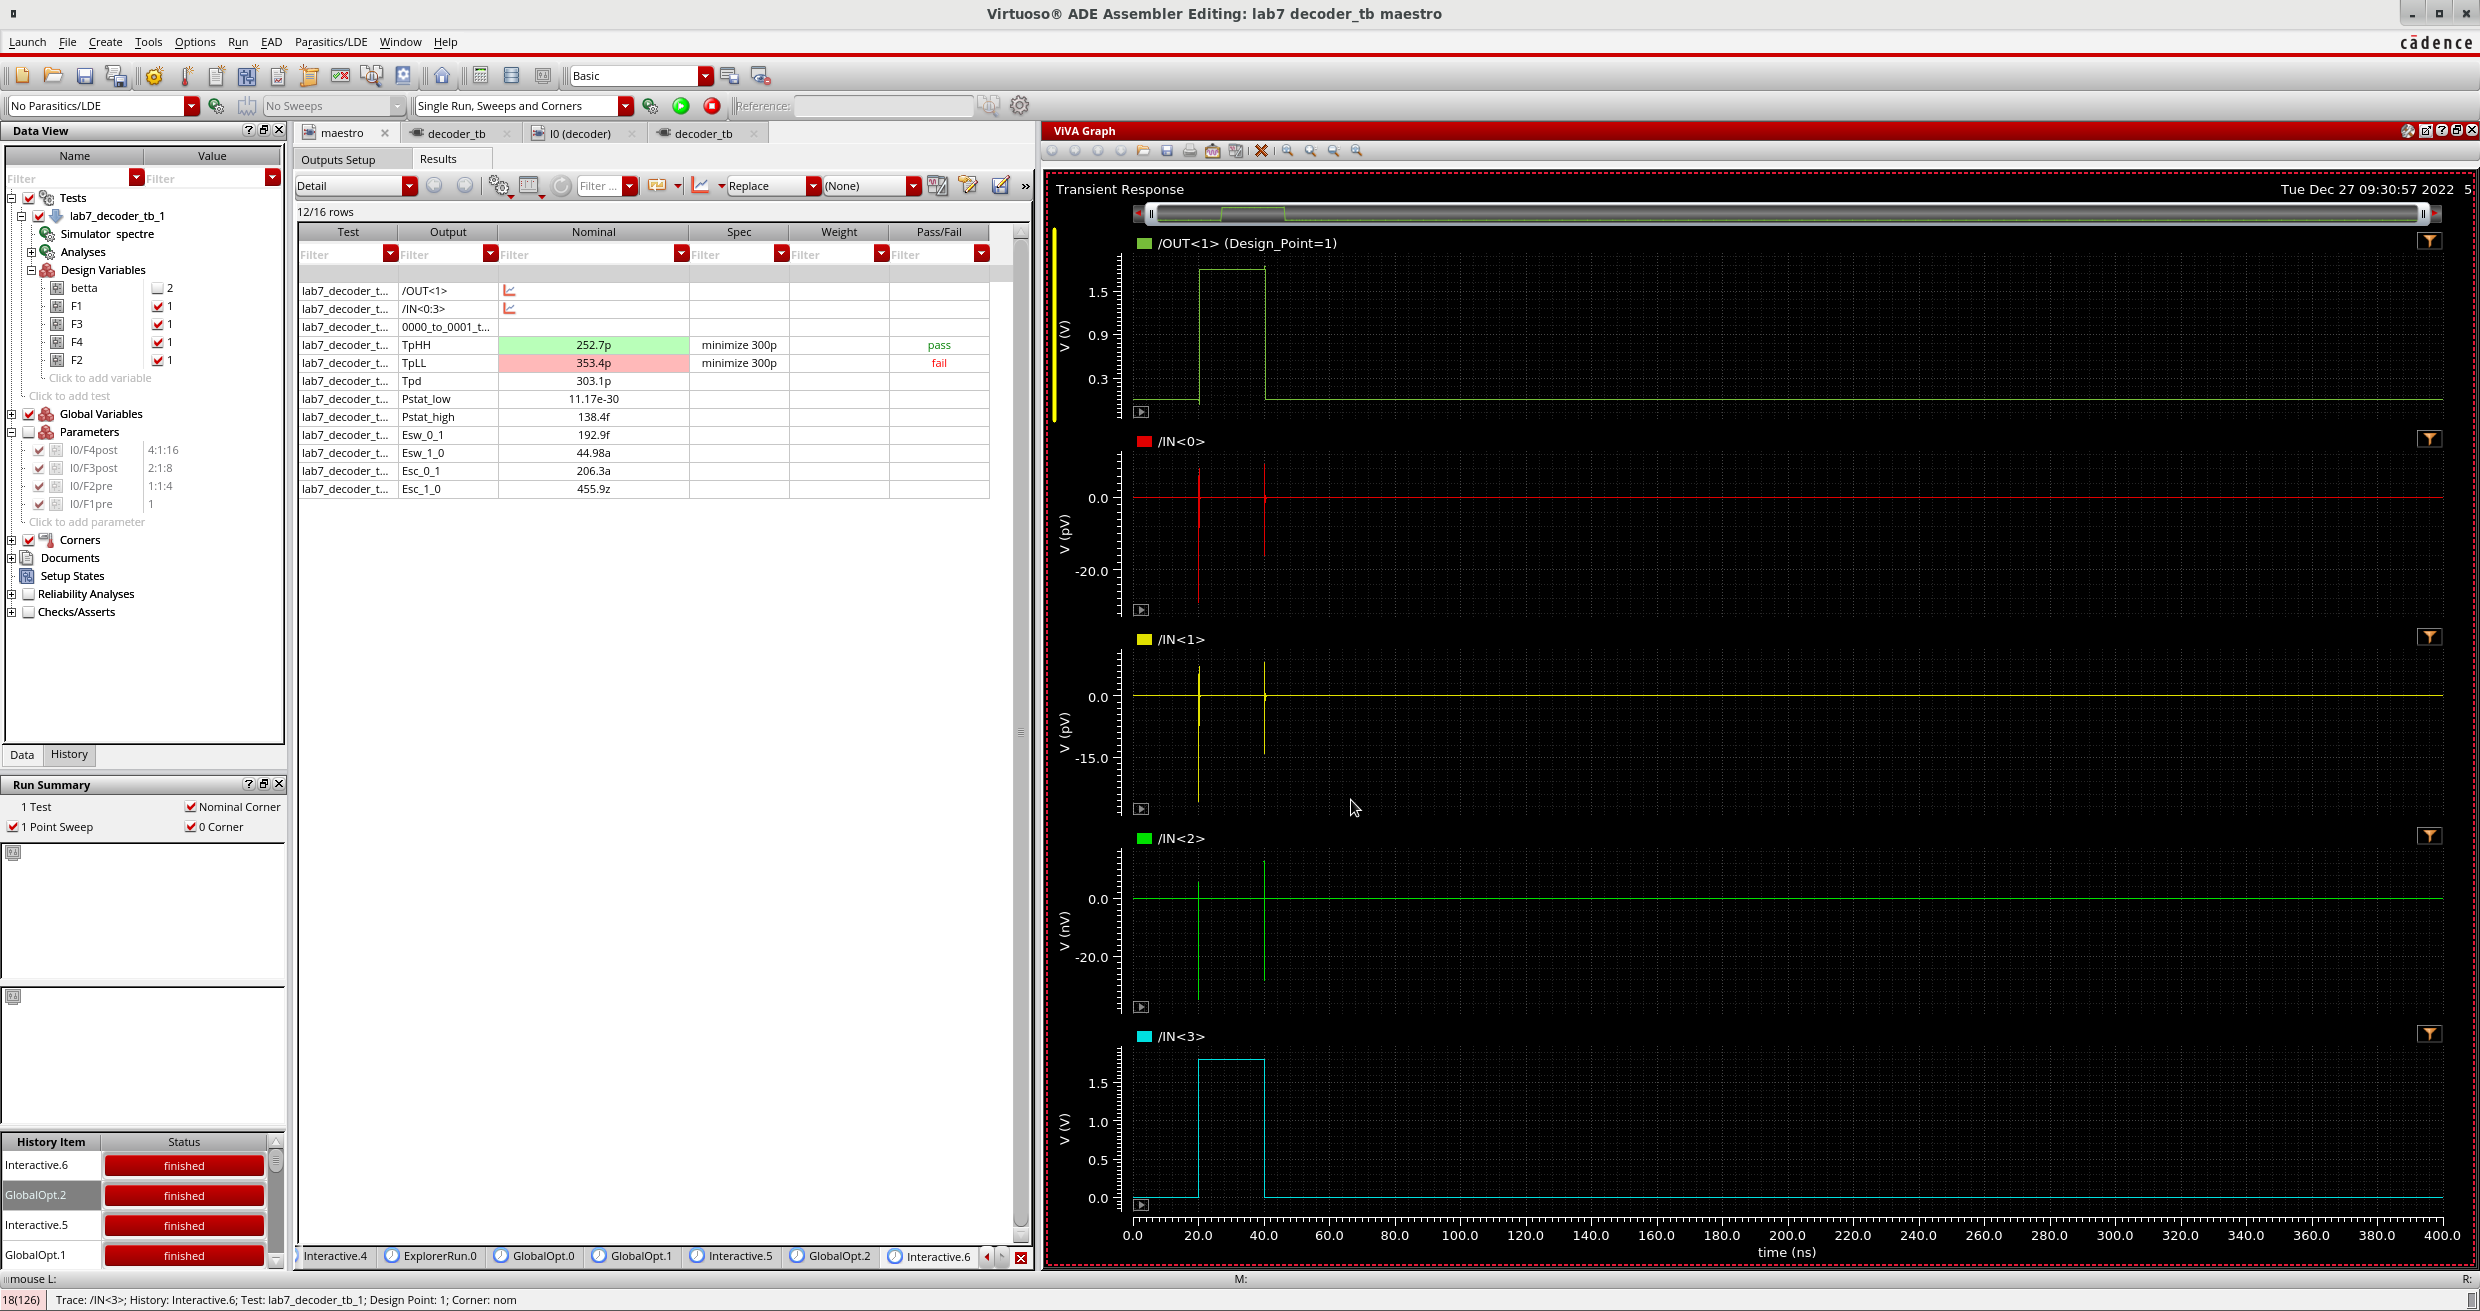 Virtuoso® ADE Assembler Editing: lab7 decoder_tb maestro
Launch File Create Tools Options Run EAD Parasitics/LDE Window Help
cādence
Basic
No Parasitics/LDE No Sweeps Single Run, Sweeps and Corners Reference:
Data View
Name Value
Filter Filter
Tests
lab7_decoder_tb_1
Simulator spectre
Analyses
Design Variables
betta 2
F1 1
F3 1
F4 1
F2 1
Click to add variable
Click to add test
Global Variables
Parameters
I0/F4post 4:1:16
I0/F3post 2:1:8
I0/F2pre 1:1:4
I0/F1pre 1
Click to add parameter
Corners
Documents
Setup States
Reliability Analyses
Checks/Asserts
Data History
Run Summary
1 Test Nominal Corner
1 Point Sweep 0 Corner
History Item Status
Interactive.6 finished
GlobalOpt.2 finished
Interactive.5 finished
GlobalOpt.1 finished
maestro decoder_tb I0 (decoder) decoder_tb
Outputs Setup Results
Detail Filter ... Replace (None) »
12/16 rows
Test Output Nominal Spec Weight Pass/Fail
Filter Filter Filter Filter Filter Filter
lab7_decoder_t... /OUT<1>
lab7_decoder_t... /IN<0:3>
lab7_decoder_t... 0000_to_0001_t...
lab7_decoder_t... TpHH 252.7p minimize 300p pass
lab7_decoder_t... TpLL 353.4p minimize 300p fail
lab7_decoder_t... Tpd 303.1p
lab7_decoder_t... Pstat_low 11.17e-30
lab7_decoder_t... Pstat_high 138.4f
lab7_decoder_t... Esw_0_1 192.9f
lab7_decoder_t... Esw_1_0 44.98a
lab7_decoder_t... Esc_0_1 206.3a
lab7_decoder_t... Esc_1_0 455.9z
Interactive.4 ExplorerRun.0 GlobalOpt.0 GlobalOpt.1 Interactive.5 GlobalOpt.2 Interactive.6
ViVA Graph
Transient Response Tue Dec 27 09:30:57 2022 5
/OUT<1> (Design_Point=1)
1.5
0.9
0.3
V (V)
/IN<0>
0.0
-20.0
V (pV)
/IN<1>
0.0
-15.0
V (pV)
/IN<2>
0.0
-20.0
V (nV)
/IN<3>
1.5
1.0
0.5
0.0
V (V)
0.0 20.0 40.0 60.0 80.0 100.0 120.0 140.0 160.0 180.0 200.0 220.0 240.0 260.0 280.0 300.0 320.0 340.0 360.0 380.0 400.0
time (ns)
mouse L: M: R:
18(126) Trace: /IN<3>; History: Interactive.6; Test: lab7_decoder_tb_1; Design Point: 1; Corner: nom